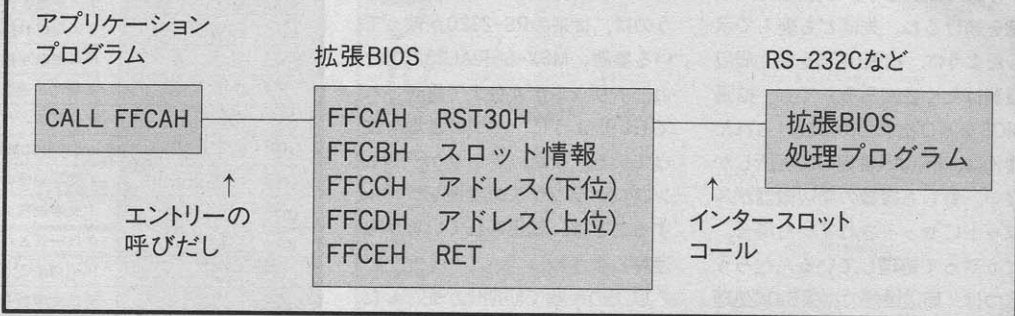 アプリケーション
プログラム
CALL FFCAH
↑
エントリーの
呼びだし
拡張BIOS
FFCAH RST30H
FFCBH スロット情報
FFCCH アドレス(下位)
FFCDH アドレス(上位)
FFCEH RET
↑
インタースロット
コール
RS-232Cなど
拡張BIOS
処理プログラム